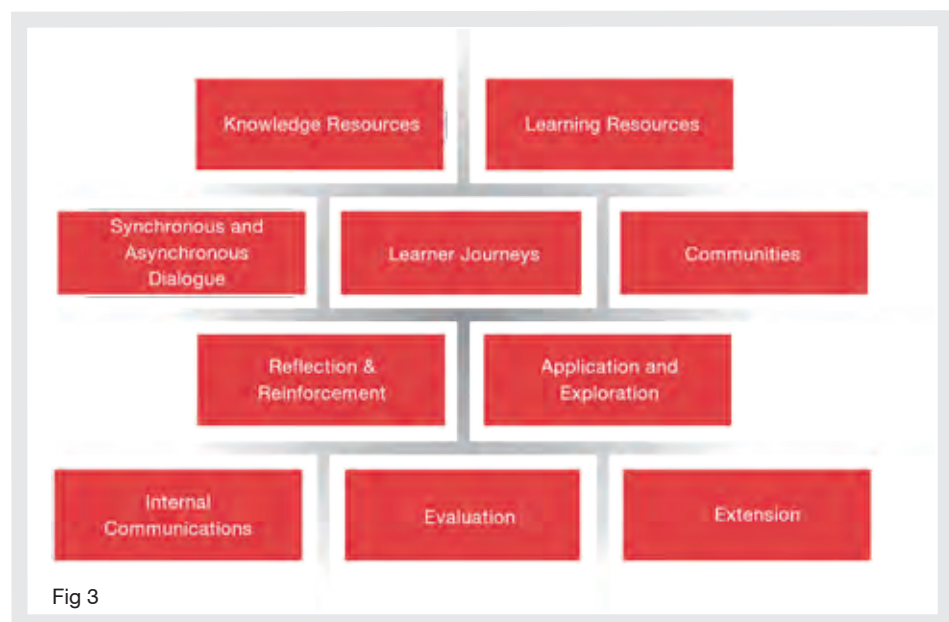 Knowledge Resources
Learning Resources
Synchronous and
Asynchronous
Dialogue
Learner Journeys
Communities
Reflection &
Reinforcement
Application and
Exploration
Internal
Communications
Evaluation
Extension
Fig 3